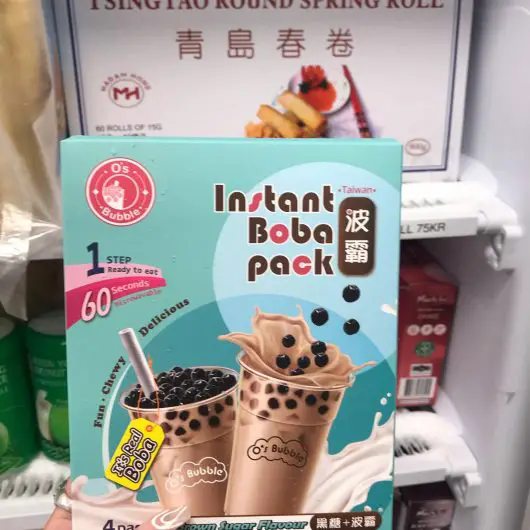 TSINGTAO ROUND SPRING ROLL
青島春卷
MADAM HONG
MH
60 ROLLS OF 15G
O's
Bubble
Instant
Boba
pack
Taiwan
波霸
1 STEP
Ready to eat
60 Seconds
Fun · Chewy · Delicious
It's Real
Boba
O's Bubble
O's Bubble
Brown Sugar Flavour
黑糖+波霸
75KR